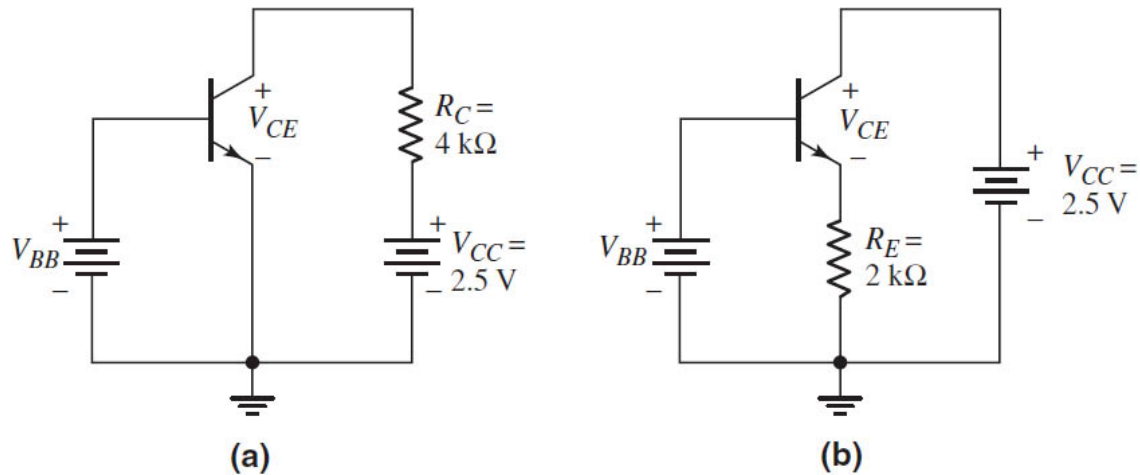 +
V_CE
−
R_C =
4 kΩ
+
V_BB
−
+
V_CC =
− 2.5 V
(a)
+
V_CE
−
+
V_BB
−
R_E =
2 kΩ
+
V_CC =
2.5 V
−
(b)